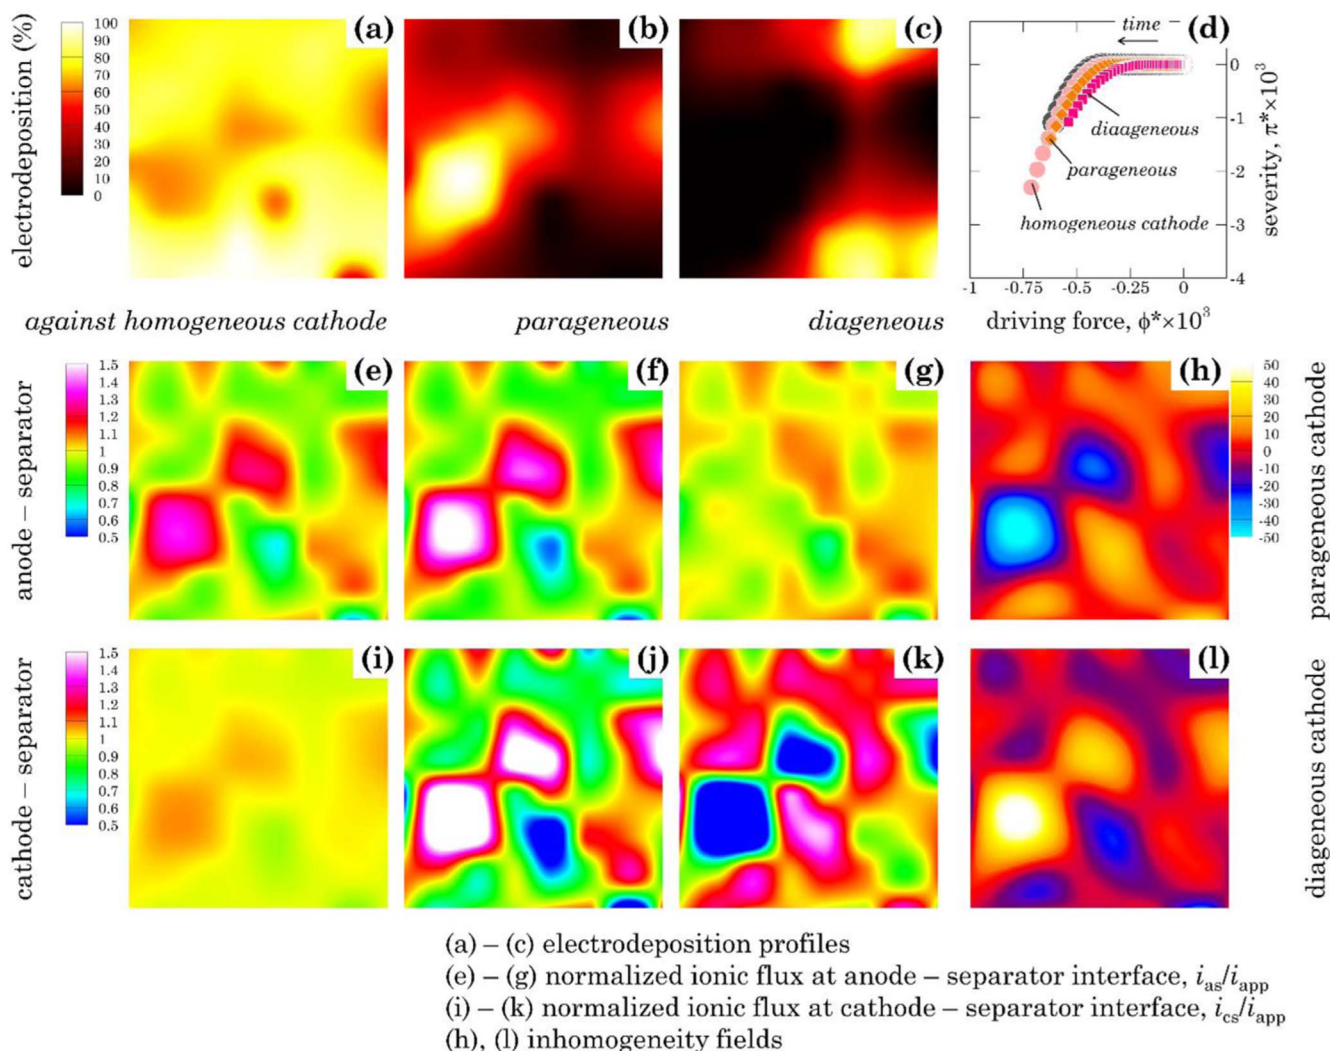 electrodeposition (%)
100
90
80
70
60
50
40
30
20
10
0
(a)
(b)
(c)
(d)
time
diaageneous
parageneous
homogeneous cathode
0
-1
-2
-3
-4
severity, π*×10³
-1
-0.75
-0.5
-0.25
0
driving force, ϕ*×10³
against homogeneous cathode
parageneous
diageneous
anode – separator
1.5
1.4
1.3
1.2
1.1
1
0.9
0.8
0.7
0.6
0.5
(e)
(f)
(g)
(h)
50
40
30
20
10
0
-10
-20
-30
-40
-50
parageneous cathode
cathode – separator
1.5
1.4
1.3
1.2
1.1
1
0.9
0.8
0.7
0.6
0.5
(i)
(j)
(k)
(l)
diageneous cathode
(a) – (c) electrodeposition profiles
(e) – (g) normalized ionic flux at anode – separator interface, i_as/i_app
(i) – (k) normalized ionic flux at cathode – separator interface, i_cs/i_app
(h), (l) inhomogeneity fields